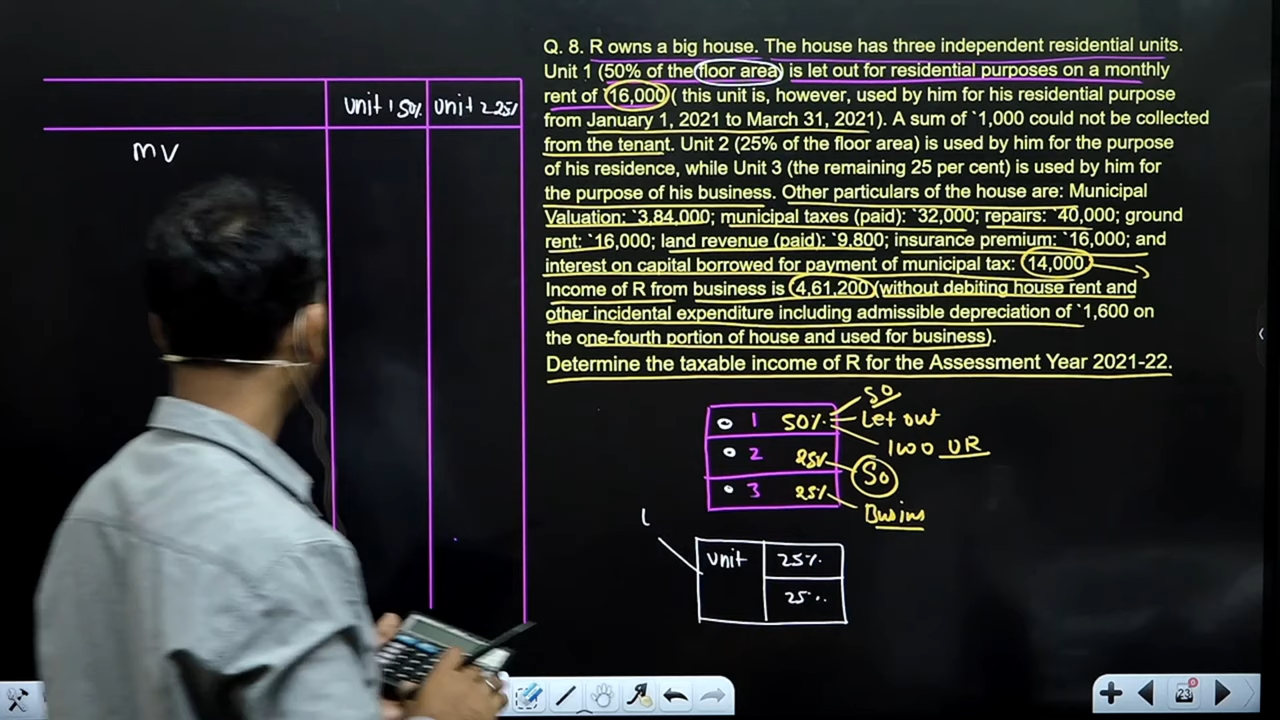 Q. 8. R owns a big house. The house has three independent residential units.
Unit 1 (50% of the floor area) is let out for residential purposes on a monthly
rent of `16,000 ( this unit is, however, used by him for his residential purpose
from January 1, 2021 to March 31, 2021). A sum of `1,000 could not be collected
from the tenant. Unit 2 (25% of the floor area) is used by him for the purpose
of his residence, while Unit 3 (the remaining 25 per cent) is used by him for
the purpose of his business. Other particulars of the house are: Municipal
Valuation: `3,84,000; municipal taxes (paid): `32,000; repairs: `40,000; ground
rent: `16,000; land revenue (paid): `9,800; insurance premium: `16,000; and
interest on capital borrowed for payment of municipal tax: 14,000
Income of R from business is 4,61,200 (without debiting house rent and
other incidental expenditure including admissible depreciation of `1,600 on
the one-fourth portion of house and used for business).
Determine the taxable income of R for the Assessment Year 2021-22.
unit 1 50% unit 2 25%
MV
1 50% SO
Let out
1000 UR
2 25% SO
3 25% Busins
unit 25%
25%
23